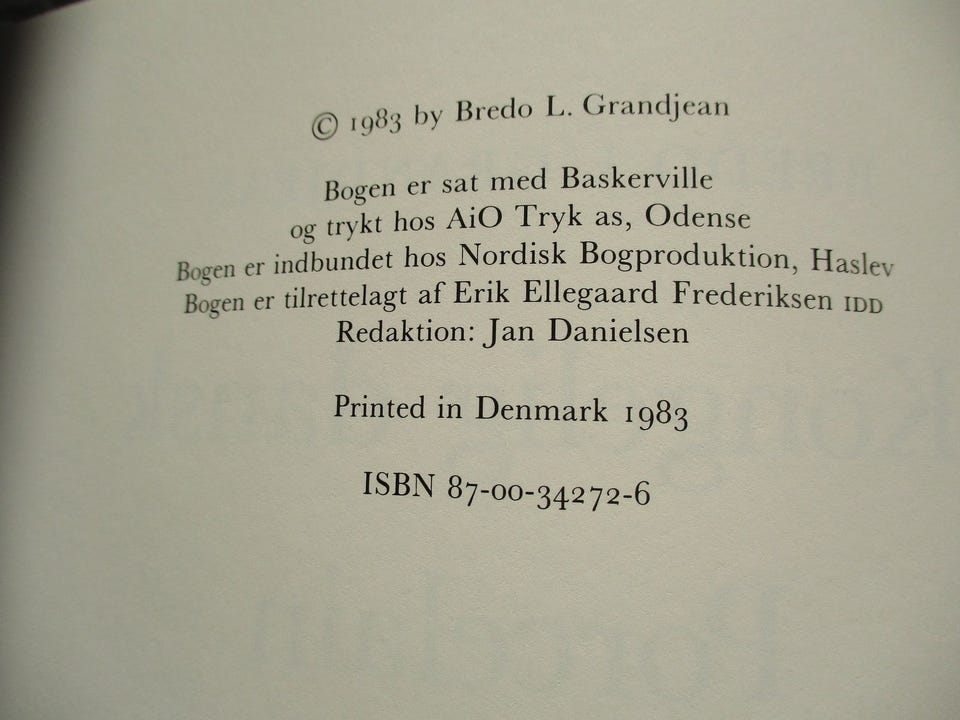 © 1983 by Bredo L. Grandjean
Bogen er sat med Baskerville
og trykt hos AiO Tryk as, Odense
Bogen er indbundet hos Nordisk Bogproduktion, Haslev
Bogen er tilrettelagt af Erik Ellegaard Frederiksen IDD
Redaktion: Jan Danielsen
Printed in Denmark 1983
ISBN 87-00-34272-6